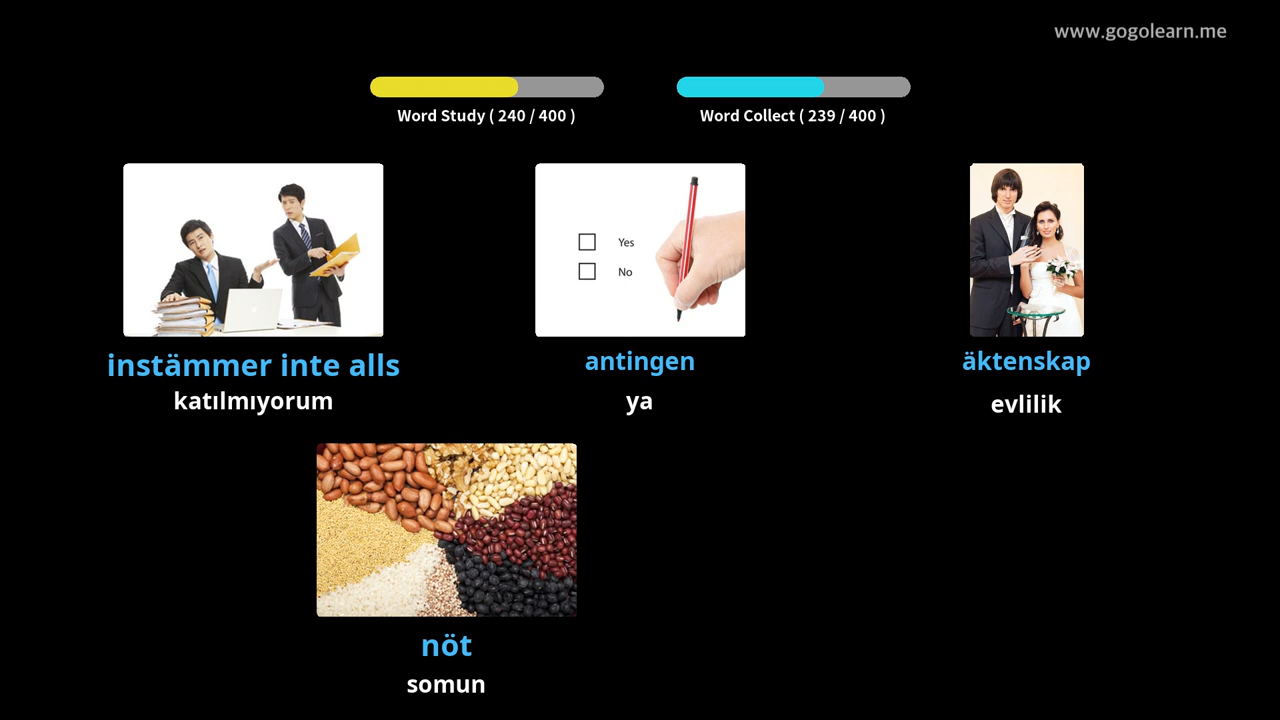 www.gogolearn.me
Word Study ( 240 / 400 )
Word Collect ( 239 / 400 )
Yes
No
instämmer inte alls
antingen
äktenskap
katılmıyorum
ya
evlilik
nöt
somun